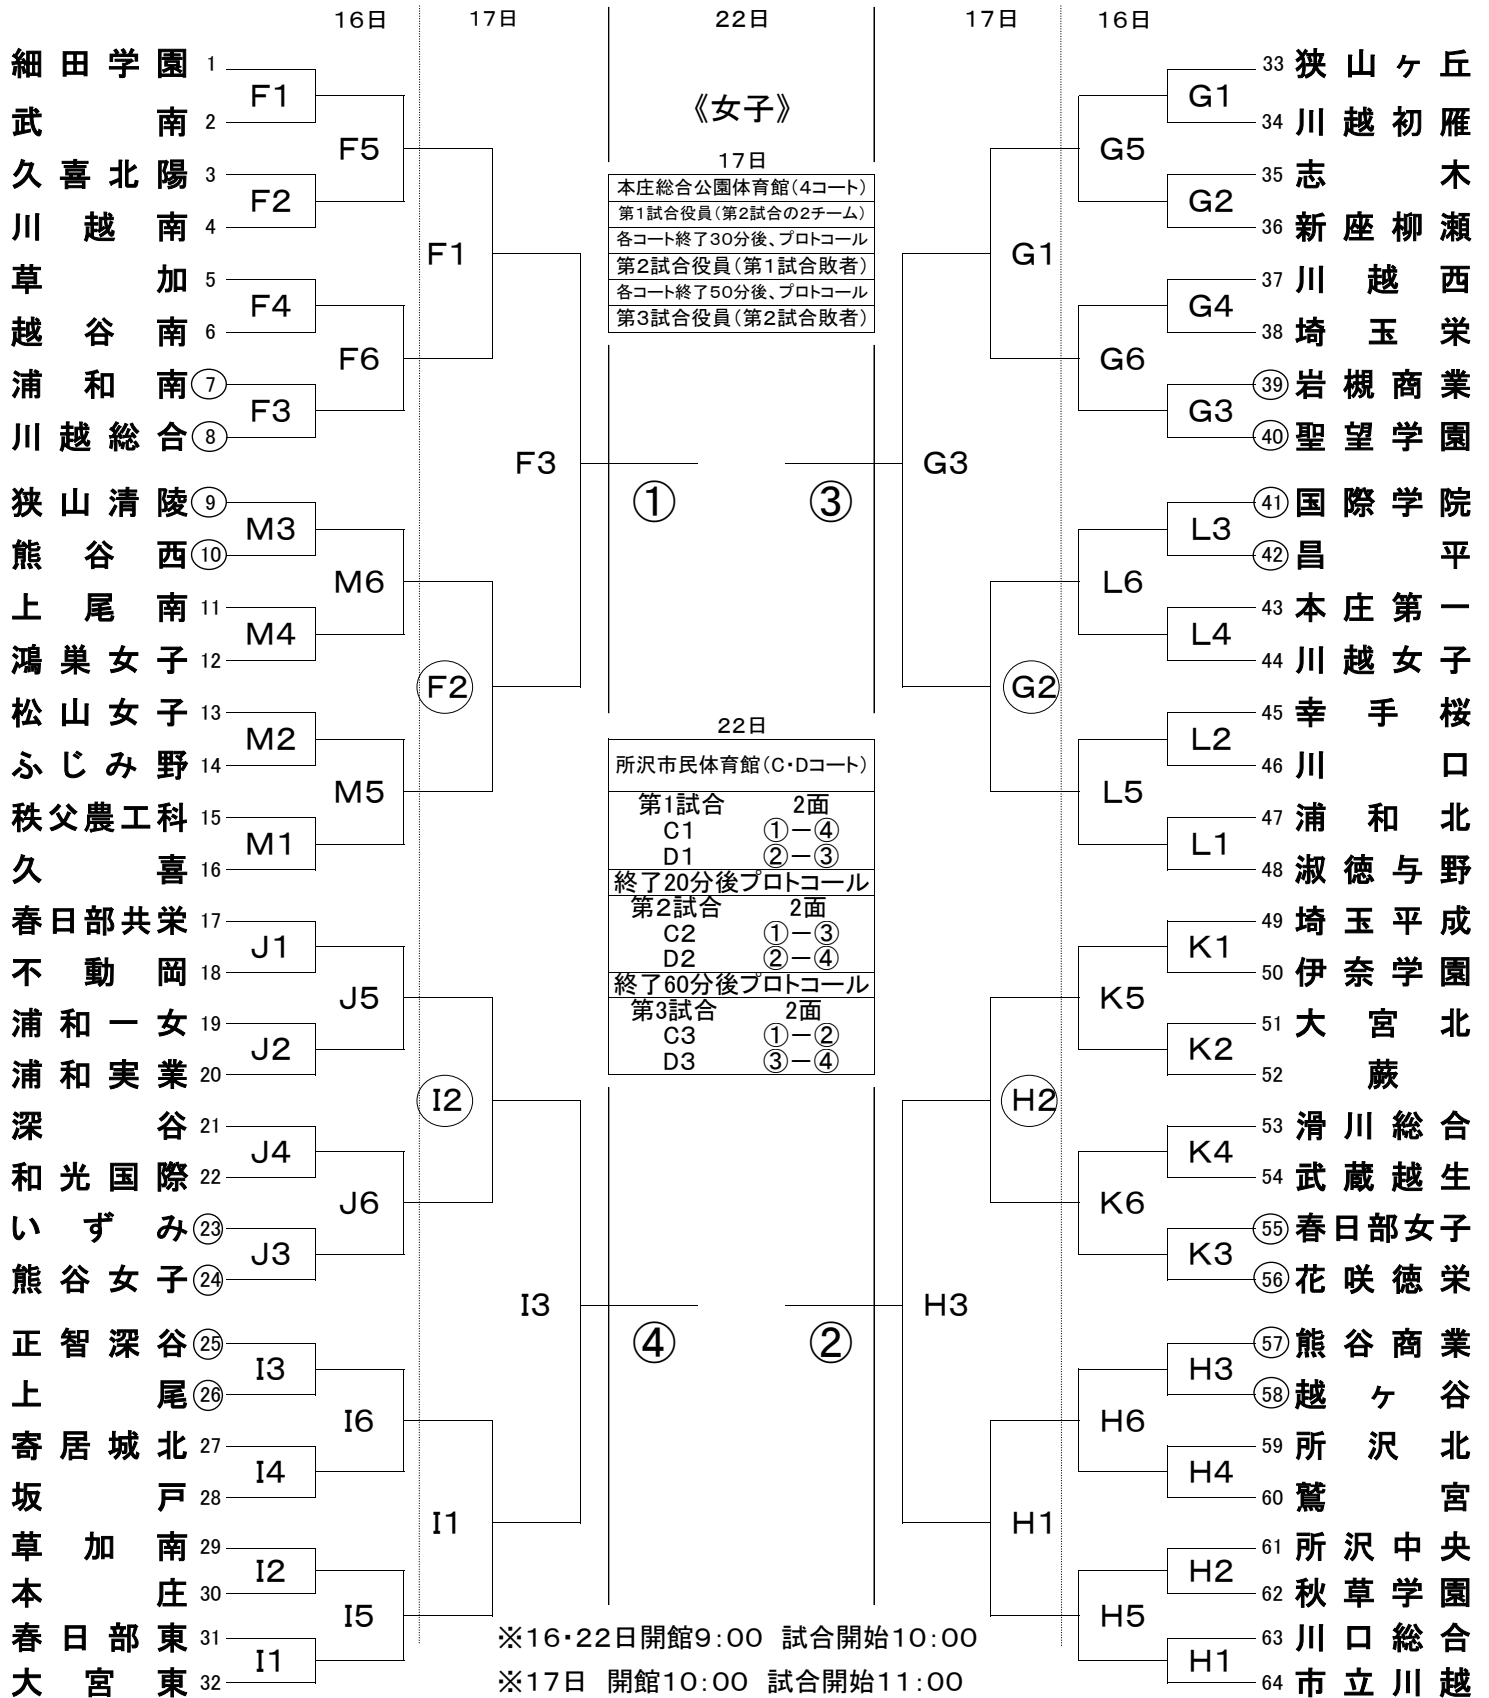 16日 17日 22日 17日 16日
《女子》
細田学園 1
武南 2
久喜北陽 3
川越南 4
草加 5
越谷南 6
浦和南 ⑦
川越総合 ⑧
狭山清陵 ⑨
熊谷西 ⑩
上尾南 11
鴻巣女子 12
松山女子 13
ふじみ野 14
秩父農工科 15
久喜 16
春日部共栄 17
不動岡 18
浦和一女 19
浦和実業 20
深谷 21
和光国際 22
いずみ ㉓
熊谷女子 ㉔
正智深谷 ㉕
上尾 ㉖
寄居城北 27
坂戸 28
草加南 29
本庄 30
春日部東 31
大宮東 32
F1
F2
F4
F3
M3
M4
M2
M1
J1
J2
J4
J3
I3
I4
I2
I1
F5
F6
M6
M5
J5
J6
I6
I5
F1
F2
I2
I1
F3
I3
①
④
17日
本庄総合公園体育館(4コート)
第1試合役員(第2試合の2チーム)
各コート終了30分後、プロトコール
第2試合役員(第1試合敗者)
各コート終了50分後、プロトコール
第3試合役員(第2試合敗者)
22日
所沢市民体育館(C・Dコート)
第1試合 2面
C1 ①－④
D1 ②－③
終了20分後プロトコール
第2試合 2面
C2 ①－③
D2 ②－④
終了60分後プロトコール
第3試合 2面
C3 ①－②
D3 ③－④
③
②
G3
H3
G1
G2
H2
H1
G5
G6
L6
L5
K5
K6
H6
H5
G1
G2
G4
G3
L3
L4
L2
L1
K1
K2
K4
K3
H3
H4
H2
H1
33 狭山ヶ丘
34 川越初雁
35 志木
36 新座柳瀬
37 川越西
38 埼玉栄
㊴ 岩槻商業
㊵ 聖望学園
㊶ 国際学院
㊷ 昌平
43 本庄第一
44 川越女子
45 幸手桜
46 川口
47 浦和北
48 淑徳与野
49 埼玉平成
50 伊奈学園
51 大宮北
52 蕨
53 滑川総合
54 武蔵越生
55 春日部女子
56 花咲徳栄
57 熊谷商業
58 越ヶ谷
59 所沢北
60 鷲宮
61 所沢中央
62 秋草学園
63 川口総合
64 市立川越
※16・22日開館9:00 試合開始10:00
※17日 開館10:00 試合開始11:00